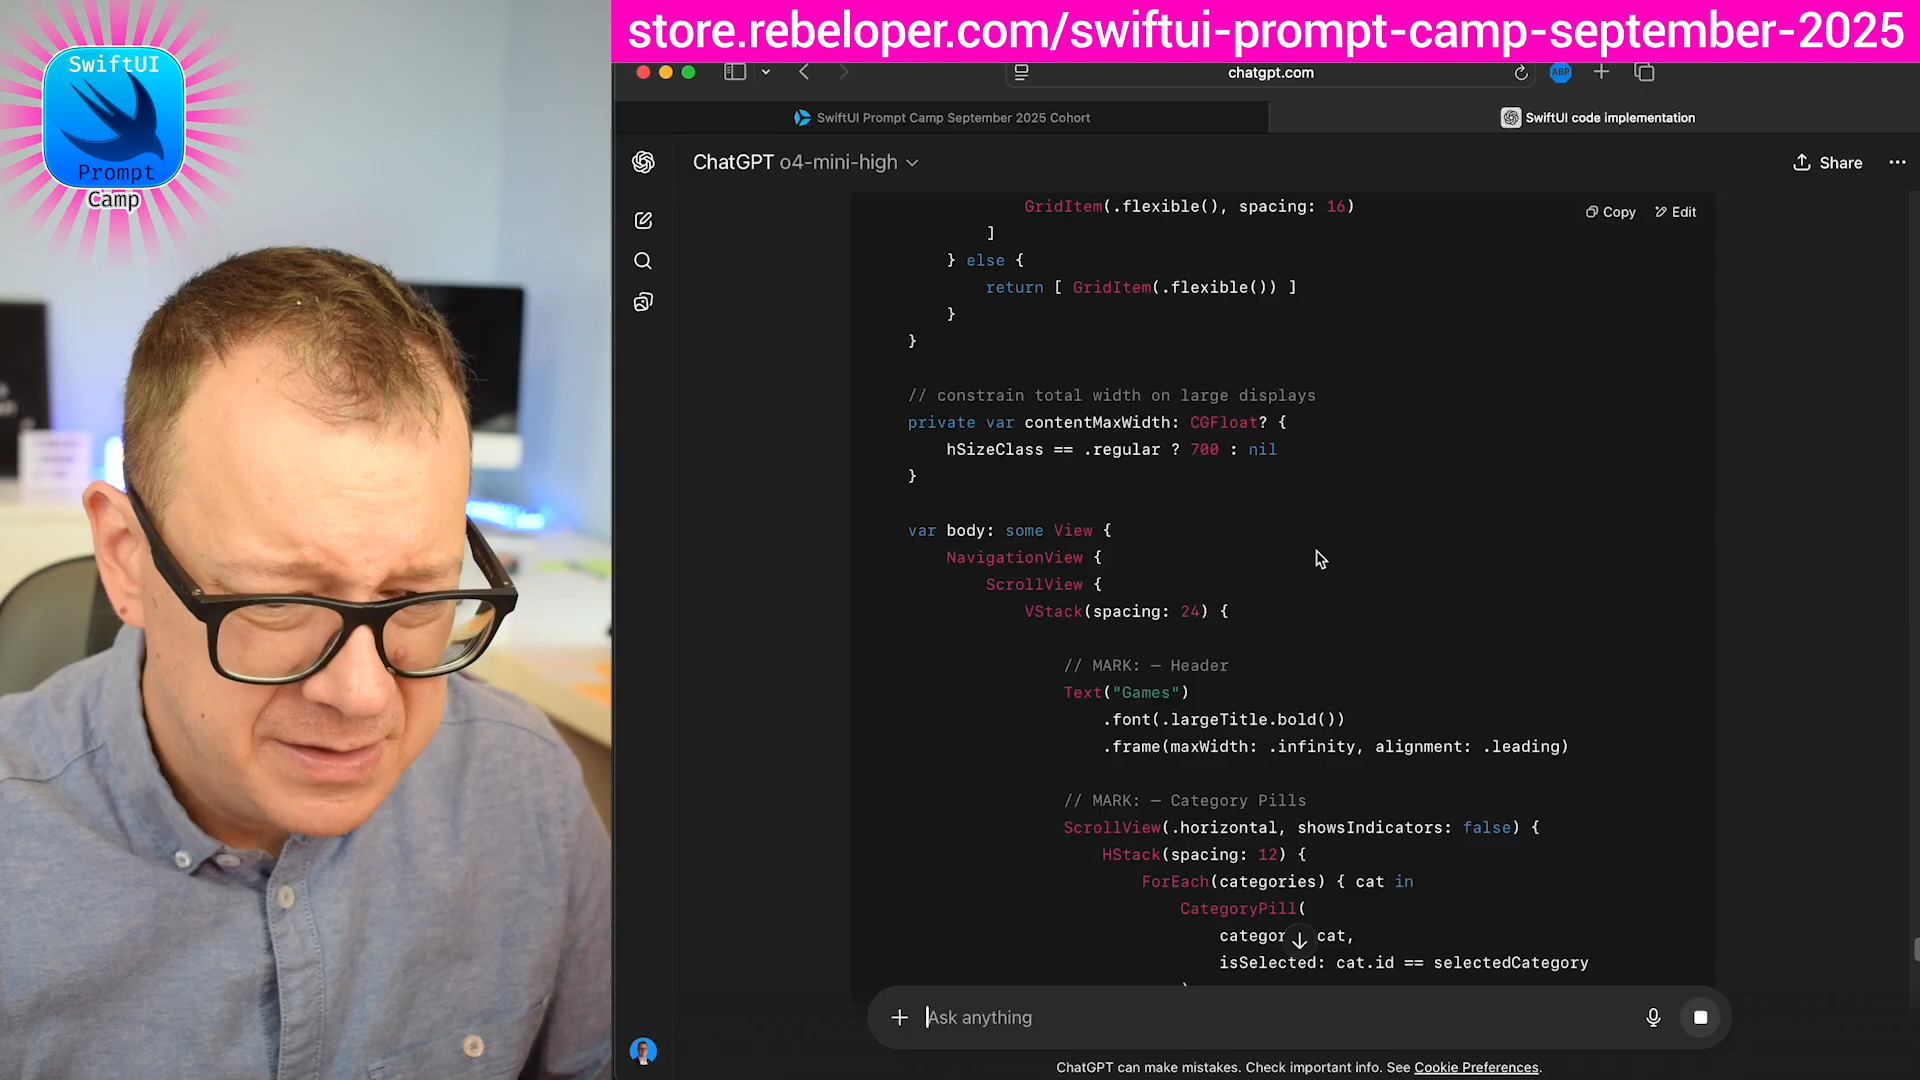 store.rebeloper.com/swiftui-prompt-camp-september-2025
SwiftUI
Prompt
Camp
chatgpt.com
ABP
SwiftUI Prompt Camp September 2025 Cohort
SwiftUI code implementation
ChatGPT o4-mini-high
Share
Copy
Edit
GridItem(.flexible(), spacing: 16)
]
} else {
return [ GridItem(.flexible()) ]
}
}
// constrain total width on large displays
private var contentMaxWidth: CGFloat? {
hSizeClass == .regular ? 700 : nil
}
var body: some View {
NavigationView {
ScrollView {
VStack(spacing: 24) {
// MARK: — Header
Text("Games")
.font(.largeTitle.bold())
.frame(maxWidth: .infinity, alignment: .leading)
// MARK: — Category Pills
ScrollView(.horizontal, showsIndicators: false) {
HStack(spacing: 12) {
ForEach(categories) { cat in
CategoryPill(
categor cat,
isSelected: cat.id == selectedCategory
Ask anything
ChatGPT can make mistakes. Check important info. See Cookie Preferences.